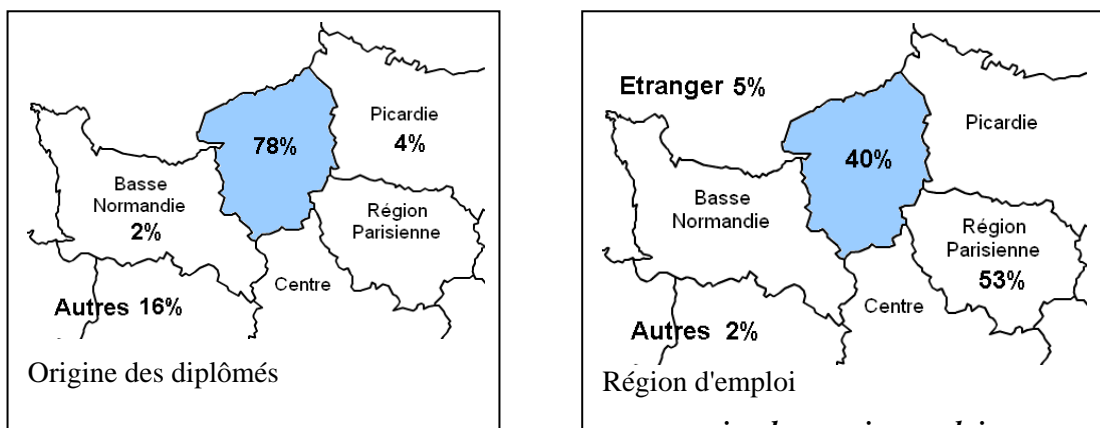 Picardie
4%
78%
Basse
Normandie
2%
Région
Parisienne
Centre
Autres 16%
Origine des diplômés
Etranger 5%
Picardie
40%
Basse
Normandie
Région
Parisienne
53%
Centre
Autres 2%
Région d'emploi